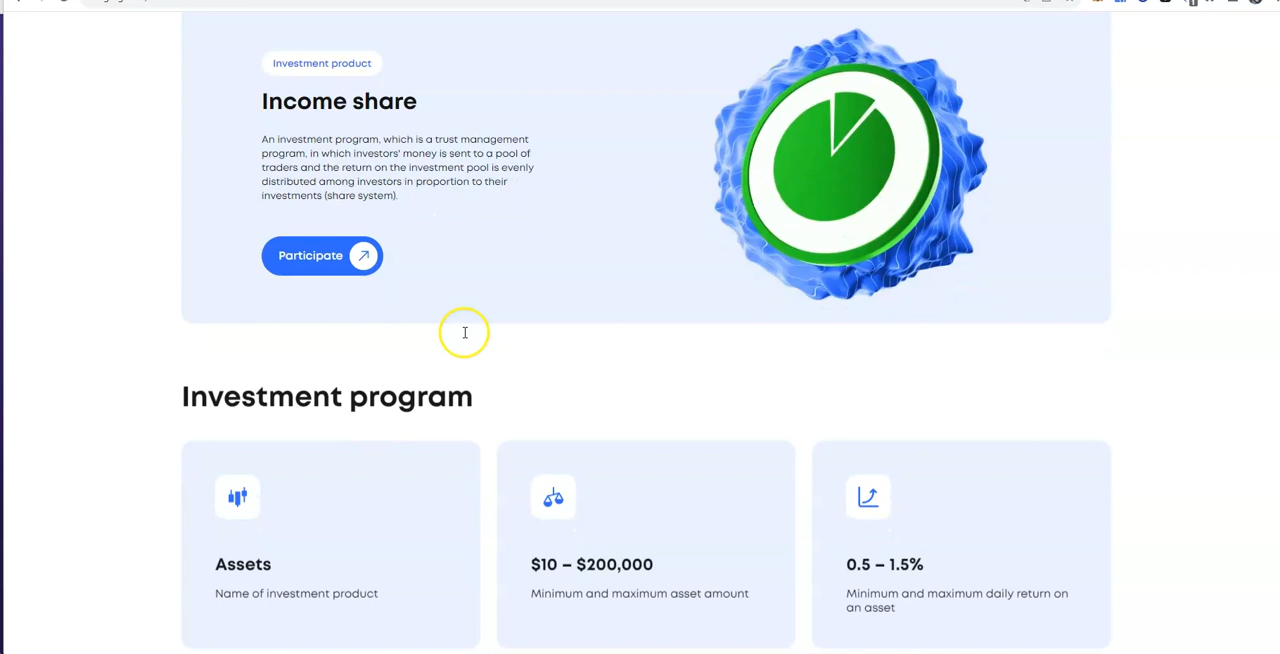 Investment product
Income share
An investment program, which is a trust management
program, in which investors' money is sent to a pool of
traders and the return on the investment pool is evenly
distributed among investors in proportion to their
investments (share system).
Participate
Investment program
Assets
Name of investment product
$10 – $200,000
Minimum and maximum asset amount
0.5 – 1.5%
Minimum and maximum daily return on
an asset